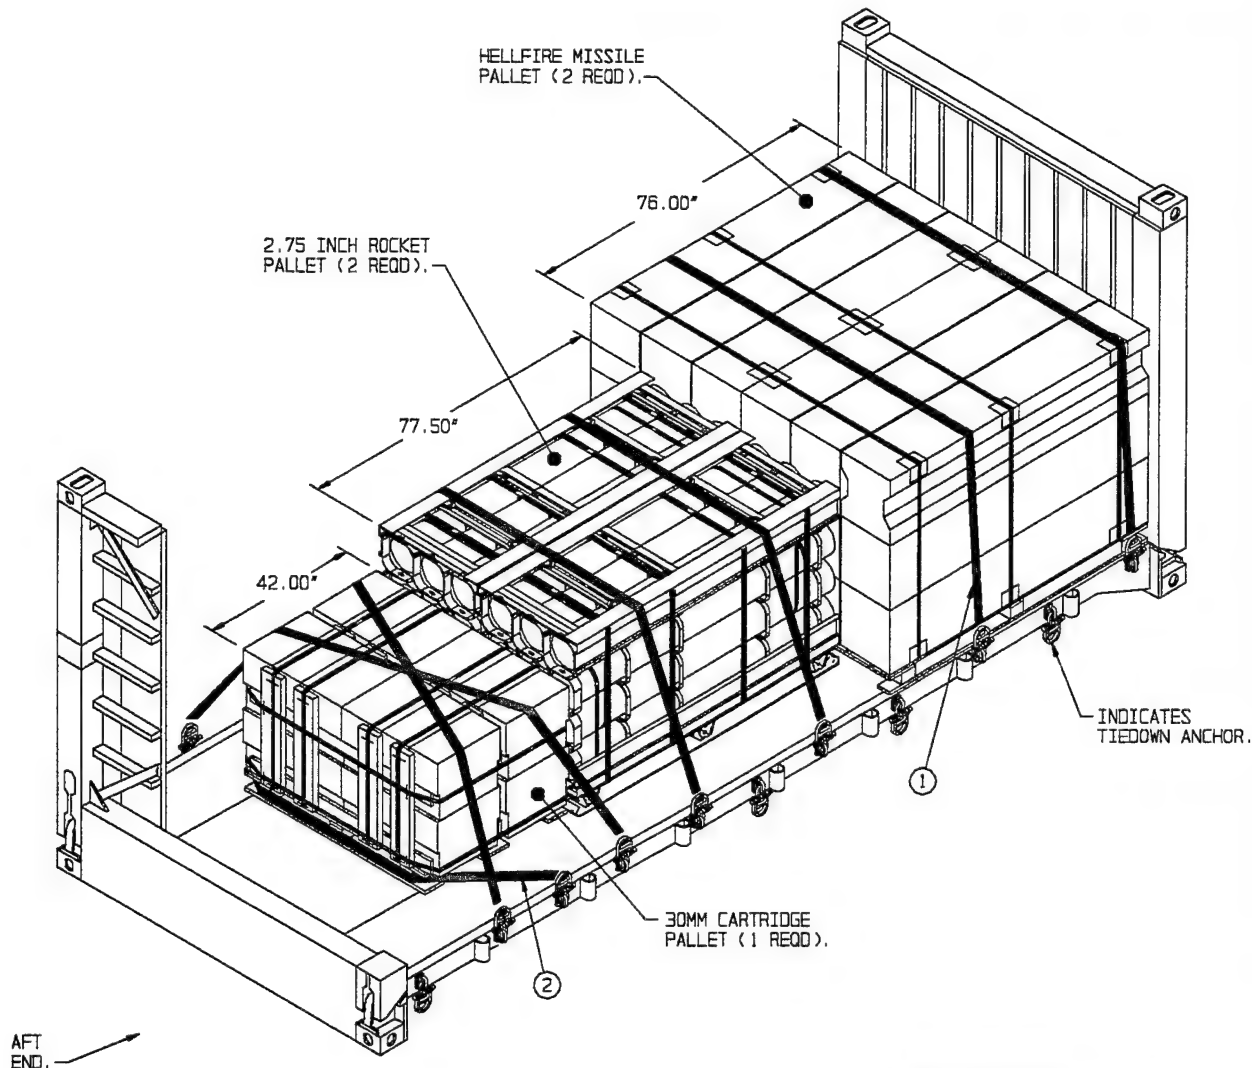 HELLFIRE MISSILE
PALLET (2 REQD).
76.00"
2.75 INCH ROCKET
PALLET (2 REQD).
77.50"
42.00"
INDICATES
TIEDOWN ANCHOR.
1
30MM CARTRIDGE
PALLET (1 REQD).
2
AFT
END.